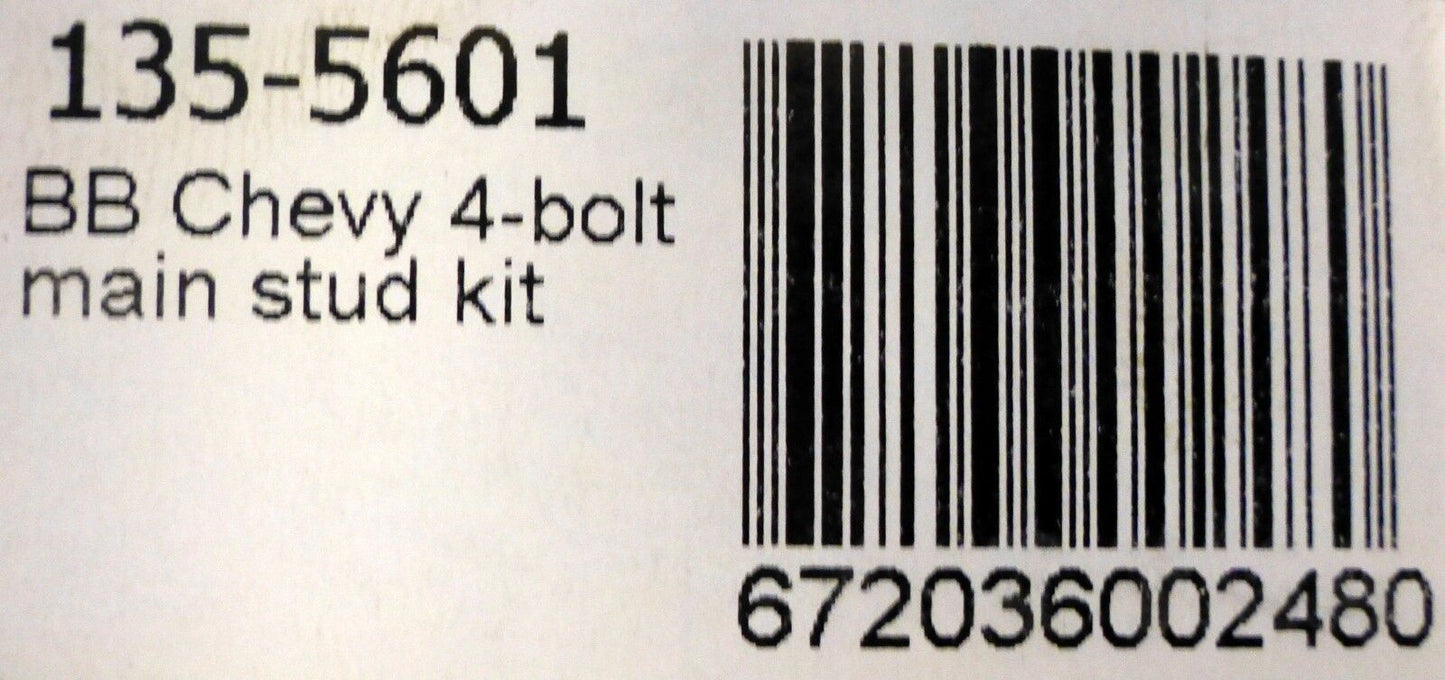 135-5601
BB Chevy 4-bolt
main stud kit
672036002480